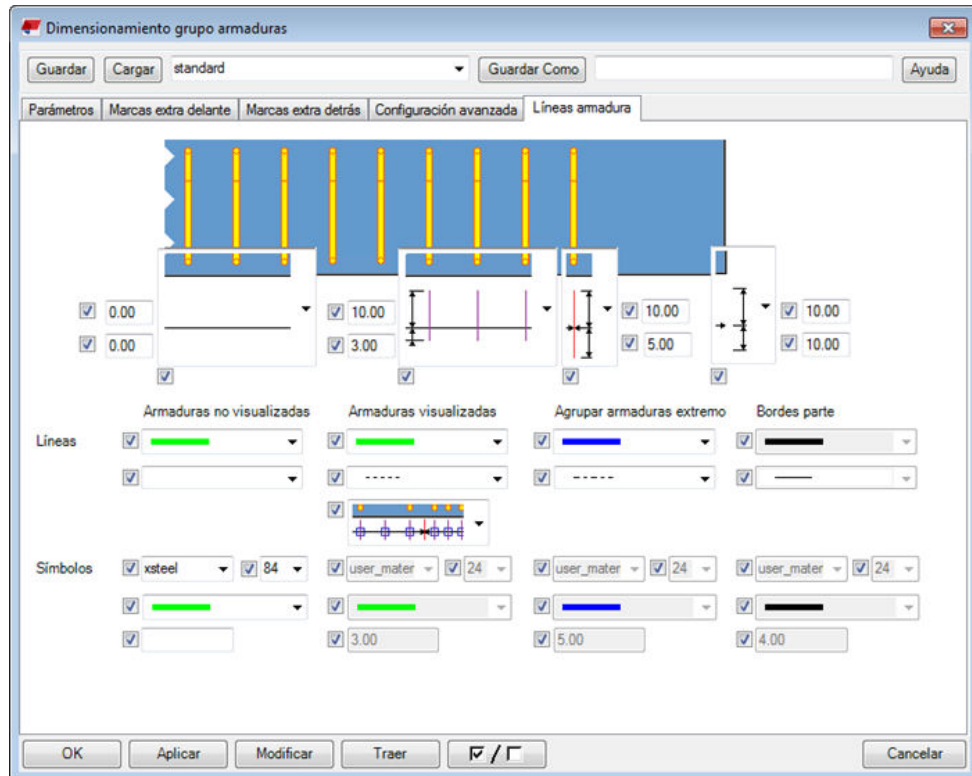 Dimensionamiento grupo armaduras
Guardar Cargar standard Guardar Como Ayuda
Parámetros Marcas extra delante Marcas extra detrás Configuración avanzada Líneas armadura
0.00 10.00 10.00 10.00
0.00 3.00 5.00 10.00
Armaduras no visualizadas Armaduras visualizadas Agrupar armaduras extremo Bordes parte
Líneas
Símbolos xsteel 84 user_mater 24 user_mater 24 user_mater 24
3.00 5.00 4.00
OK Aplicar Modificar Traer / Cancelar